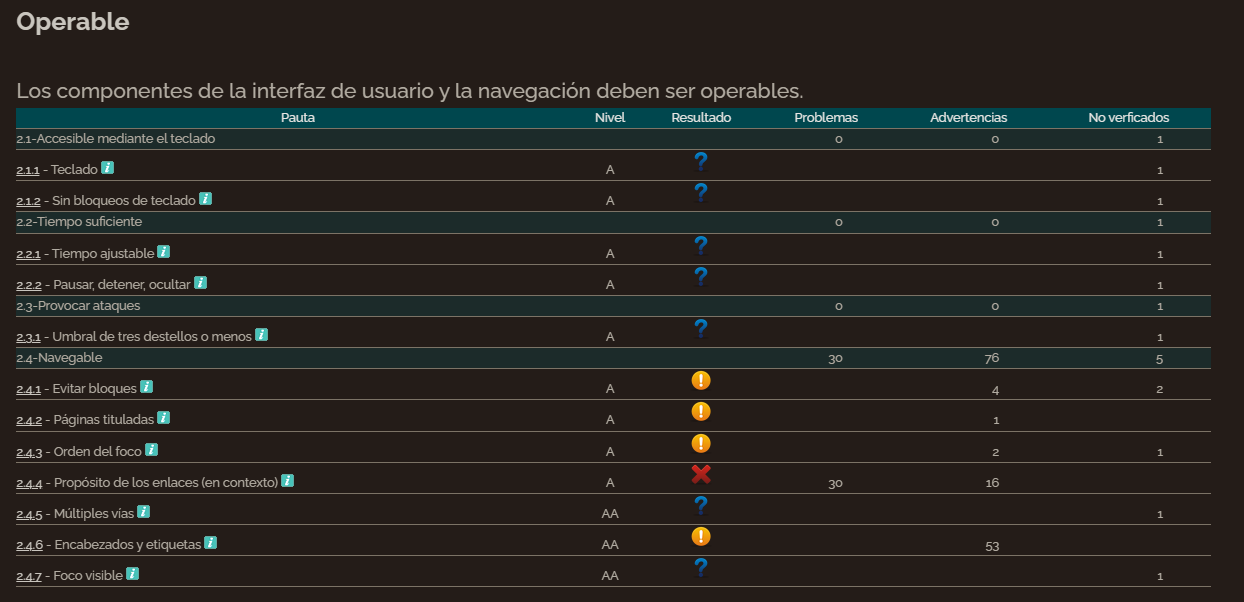 Operable
Los componentes de la interfaz de usuario y la navegación deben ser operables.
Pauta Nivel Resultado Problemas Advertencias No verficados
2.1-Accesible mediante el teclado 0 0 1
2.1.1 - Teclado i A ? 1
2.1.2 - Sin bloqueos de teclado i A ? 1
2.2-Tiempo suficiente 0 0 1
2.2.1 - Tiempo ajustable i A ? 1
2.2.2 - Pausar, detener, ocultar i A ? 1
2.3-Provocar ataques 0 0 1
2.3.1 - Umbral de tres destellos o menos i A ? 1
2.4-Navegable 30 76 5
2.4.1 - Evitar bloques i A ! 4 2
2.4.2 - Páginas tituladas i A ! 1
2.4.3 - Orden del foco i A ! 2 1
2.4.4 - Propósito de los enlaces (en contexto) i A 30 16
2.4.5 - Múltiples vías i AA ? 1
2.4.6 - Encabezados y etiquetas i AA ! 53
2.4.7 - Foco visible i AA ? 1